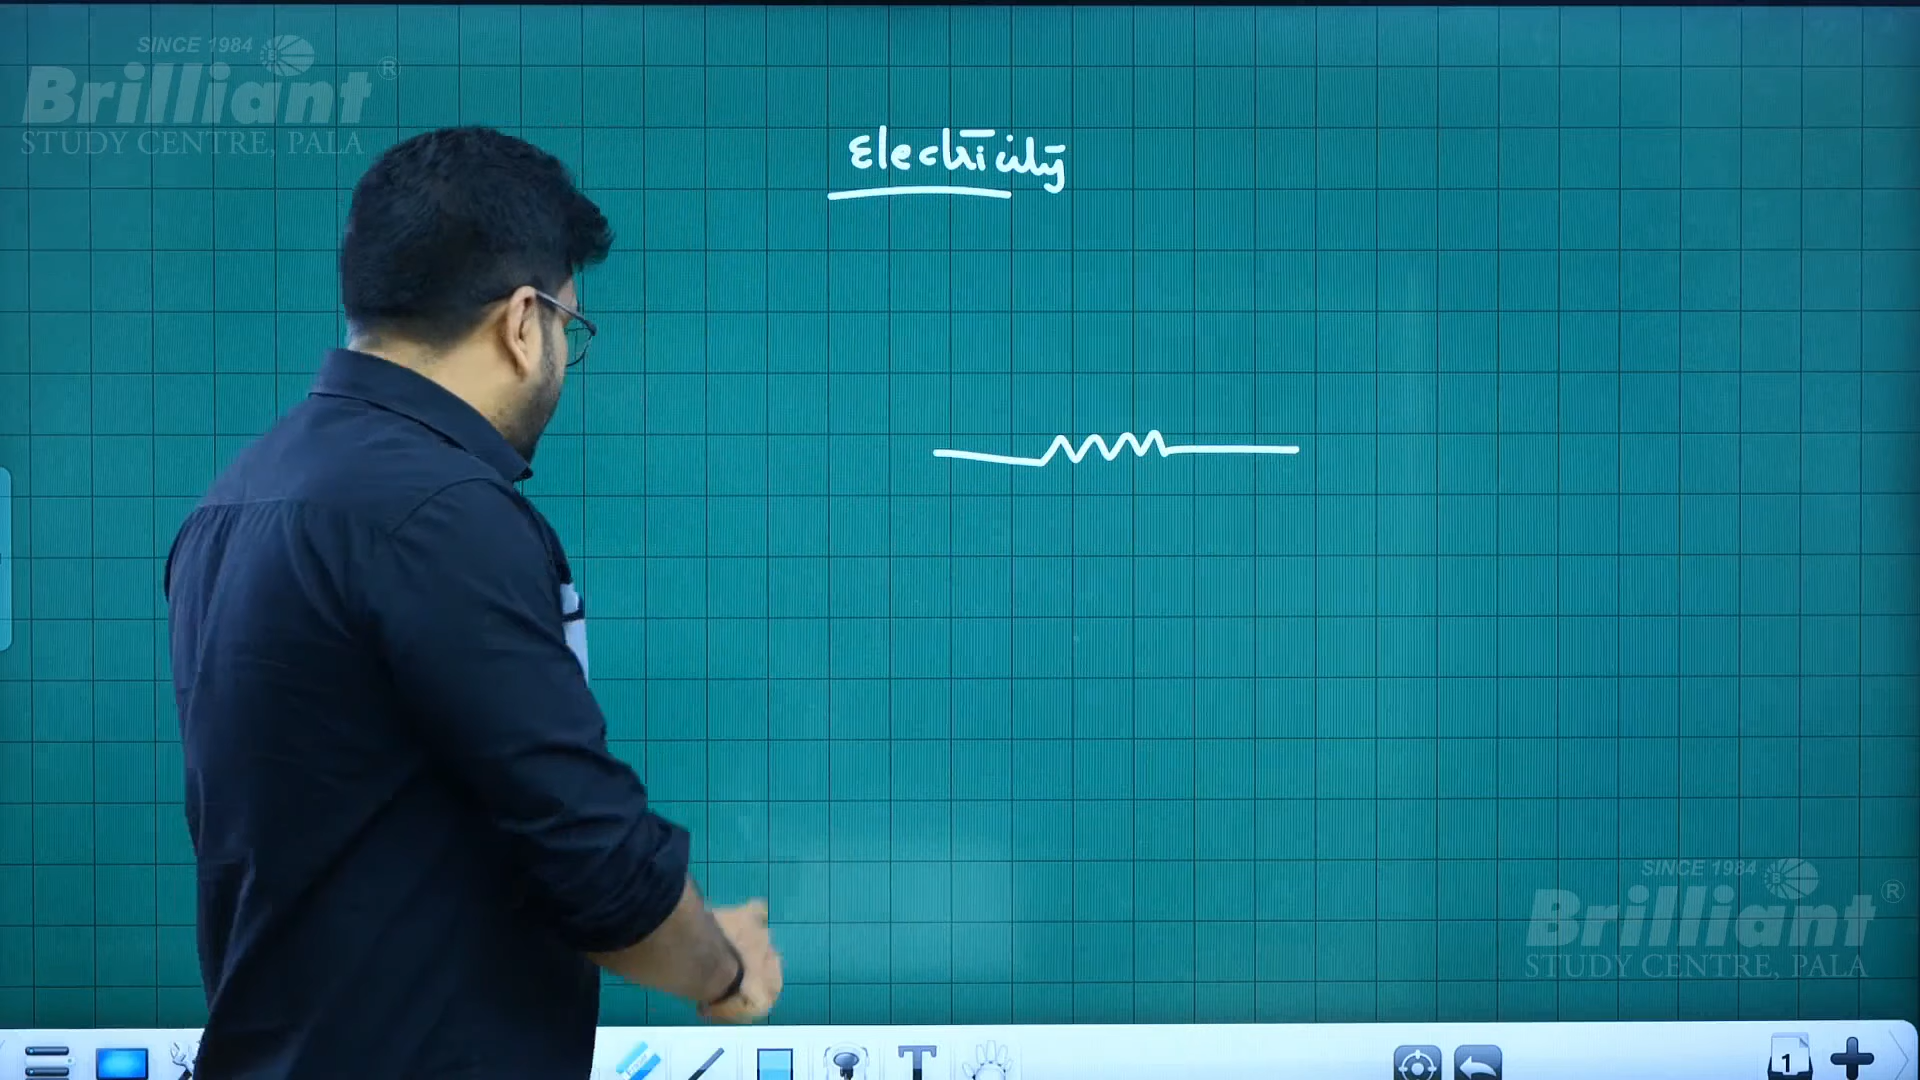 SINCE 1984
Brilliant®
STUDY CENTRE, PALA
Electricity
SINCE 1984
B
Brilliant®
STUDY CENTRE, PALA
T
1